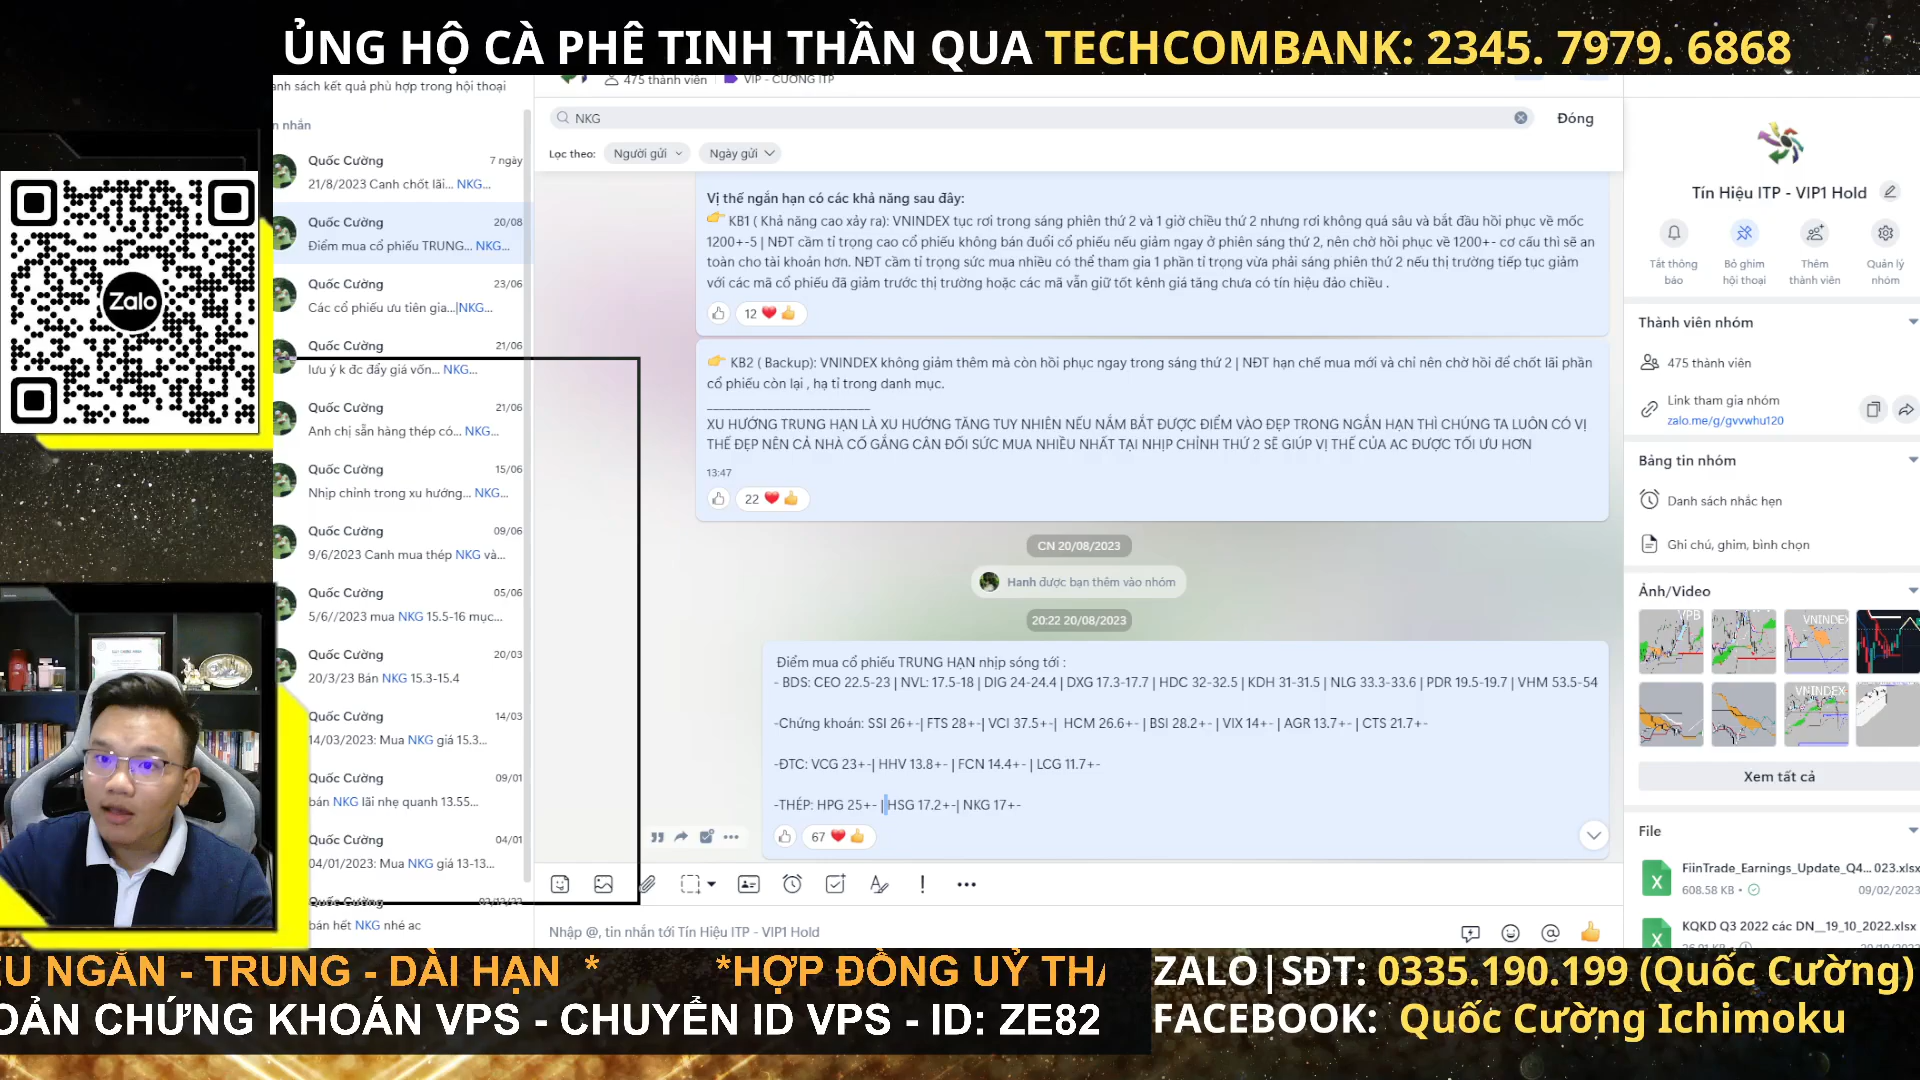 ỦNG HỘ CÀ PHÊ TINH THẦN QUA TECHCOMBANK: 2345. 7979. 6868
anh sách kết quả phù hợp trong hội thoại
n nhắn
Quốc Cường 7 ngày
21/8/2023 Canh chốt lãi... NKG...
Quốc Cường 20/08
Điểm mua cổ phiếu TRUNG... NKG...
Quốc Cường 23/06
Các cổ phiếu ưu tiên gia...|NKG...
Quốc Cường 21/06
lưu ý k đc đẩy giá vốn... NKG...
Quốc Cường 21/06
Anh chị sẵn hàng thép có... NKG...
Quốc Cường 15/06
Nhịp chỉnh trong xu hướng... NKG...
Quốc Cường 09/06
9/6/2023 Canh mua thép NKG và...
Quốc Cường 05/06
5/6//2023 mua NKG 15.5-16 mục...
Quốc Cường 20/03
20/3/23 Bán NKG 15.3-15.4
Quốc Cường 14/03
14/03/2023: Mua NKG giá 15.3...
Quốc Cường 09/01
bán NKG lãi nhẹ quanh 13.55...
Quốc Cường 04/01
04/01/2023: Mua NKG giá 13-13...
Quốc Cường 02/12/22
bán hết NKG nhé ac
Zalo
475 thành viên VIP - CƯỜNG ITP
NKG Đóng
Lọc theo: Người gửi Ngày gửi
Vị thế ngắn hạn có các khả năng sau đây:
👉 KB1 ( Khả năng cao xảy ra): VNINDEX tục rơi trong sáng phiên thứ 2 và 1 giờ chiều thứ 2 nhưng rơi không quá sâu và bắt đầu hồi phục về mốc
1200+-5 | NĐT cầm tỉ trọng cao cổ phiếu không bán đuổi cổ phiếu nếu giảm ngay ở phiên sáng thứ 2, nên chờ hồi phục về 1200+- cơ cấu thì sẽ an
toàn cho tài khoản hơn. NĐT cầm tỉ trọng sức mua nhiều có thể tham gia 1 phần tỉ trọng vừa phải sáng phiên thứ 2 nếu thị trường tiếp tục giảm
với các mã cổ phiếu đã giảm trước thị trường hoặc các mã vẫn giữ tốt kênh giá tăng chưa có tín hiệu đảo chiều .
12 ❤️ 👍
👉 KB2 ( Backup): VNINDEX không giảm thêm mà còn hồi phục ngay trong sáng thứ 2 | NĐT hạn chế mua mới và chỉ nên chờ hồi để chốt lãi phần
cổ phiếu còn lại , hạ tỉ trong danh mục.
___________________________
XU HƯỚNG TRUNG HẠN LÀ XU HƯỚNG TĂNG TUY NHIÊN NẾU NẮM BẮT ĐƯỢC ĐIỂM VÀO ĐẸP TRONG NGẮN HẠN THÌ CHÚNG TA LUÔN CÓ VỊ
THẾ ĐẸP NÊN CẢ NHÀ CỐ GẮNG CÂN ĐỐI SỨC MUA NHIỀU NHẤT TẠI NHỊP CHỈNH THỨ 2 SẼ GIÚP VỊ THẾ CỦA AC ĐƯỢC TỐI ƯU HƠN
13:47
22 ❤️ 👍
CN 20/08/2023
Hanh được bạn thêm vào nhóm
20:22 20/08/2023
Điểm mua cổ phiếu TRUNG HẠN nhịp sóng tới :
- BDS: CEO 22.5-23 | NVL: 17.5-18 | DIG 24-24.4 | DXG 17.3-17.7 | HDC 32-32.5 | KDH 31-31.5 | NLG 33.3-33.6 | PDR 19.5-19.7 | VHM 53.5-54
-Chứng khoán: SSI 26+-| FTS 28+-| VCI 37.5+-| HCM 26.6+- | BSI 28.2+- | VIX 14+- | AGR 13.7+- | CTS 21.7+-
-ĐTC: VCG 23+-| HHV 13.8+- | FCN 14.4+- | LCG 11.7+-
-THÉP: HPG 25+- | HSG 17.2+-| NKG 17+-
67 ❤️ 👍
Nhập @, tin nhắn tới Tín Hiệu ITP - VIP1 Hold
Tín Hiệu ITP - VIP1 Hold
Tắt thông báo
Bỏ ghim hội thoại
Thêm thành viên
Quản lý nhóm
Thành viên nhóm
475 thành viên
Link tham gia nhóm
zalo.me/g/gvvwhu120
Bảng tin nhóm
Danh sách nhắc hẹn
Ghi chú, ghim, bình chọn
Ảnh/Video
VPB
VNINDEX
VNINDEX
Xem tất cả
File
FiinTrade_Earnings_Update_Q4...023.xlsx
608.58 KB 09/02/2023
KQKD Q3 2022 các DN__19_10_2022.xlsx
ỂU NGẮN - TRUNG - DÀI HẠN * *HỢP ĐỒNG UỶ THÁ
OẢN CHỨNG KHOÁN VPS - CHUYỂN ID VPS - ID: ZE82
ZALO|SĐT: 0335.190.199 (Quốc Cường)
FACEBOOK: Quốc Cường Ichimoku